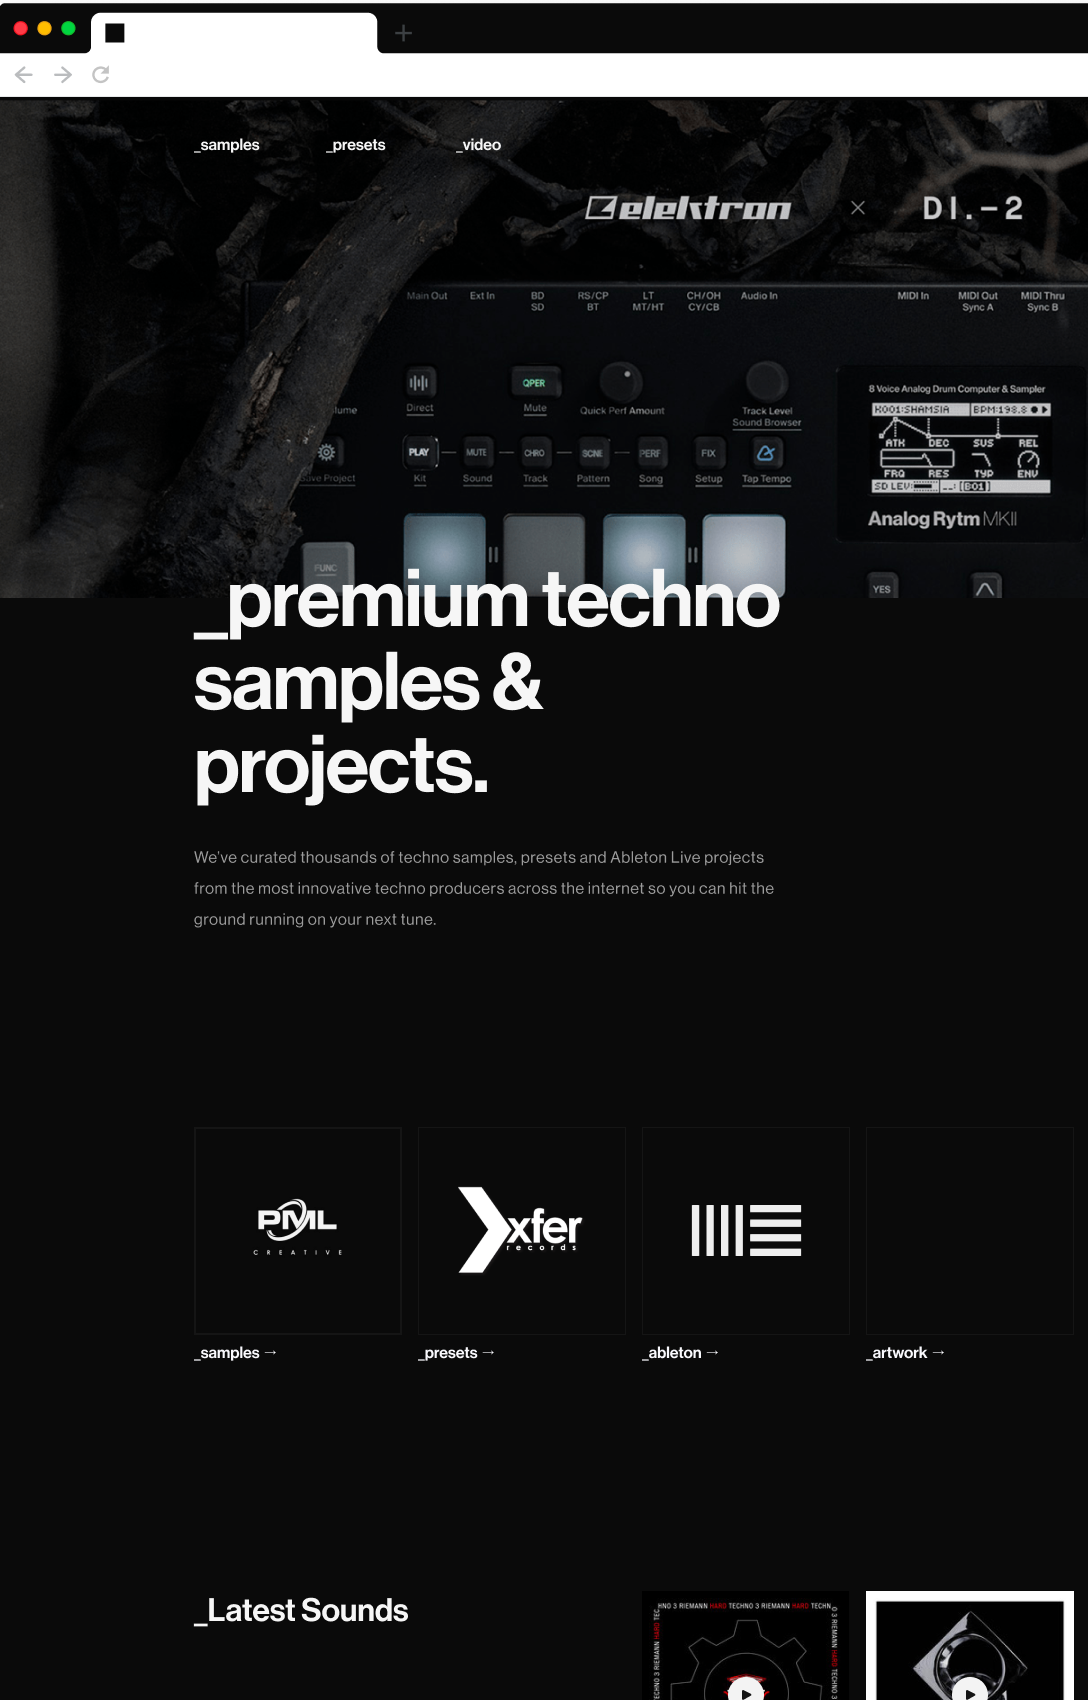 _samples
_presets
_video
elektron
DI.–2
Main Out
Ext In
BD
SD
RS/CP
BT
LT
MT/HT
CH/OH
CY/CB
Audio In
MIDI In
MIDI Out
Sync A
MIDI Thru
Sync B
QPER
Direct
Mute
Quick Perf Amount
Track Level
Sound Browser
8 Voice Analog Drum Computer & Sampler
K001:SHAMSIA
BPM:198.8
ATK
DEC
SUS
REL
FRQ
RES
TYP
ENV
SD LEV:
[B01]
Analog Rytm MKII
PLAY
MUTE
CHRO
SCNE
PERF
FIX
Project
Kit
Sound
Track
Pattern
Song
Setup
Tap Tempo
FUNC
YES
_premium techno
samples &
projects.
We've curated thousands of techno samples, presets and Ableton Live projects
from the most innovative techno producers across the internet so you can hit the
ground running on your next tune.
PML
CREATIVE
xfer
records
_samples →
_presets →
_ableton →
_artwork →
_Latest Sounds
HNO 3 RIEMANN HARD TECHNO 3 RIEMANN HARD TECHN